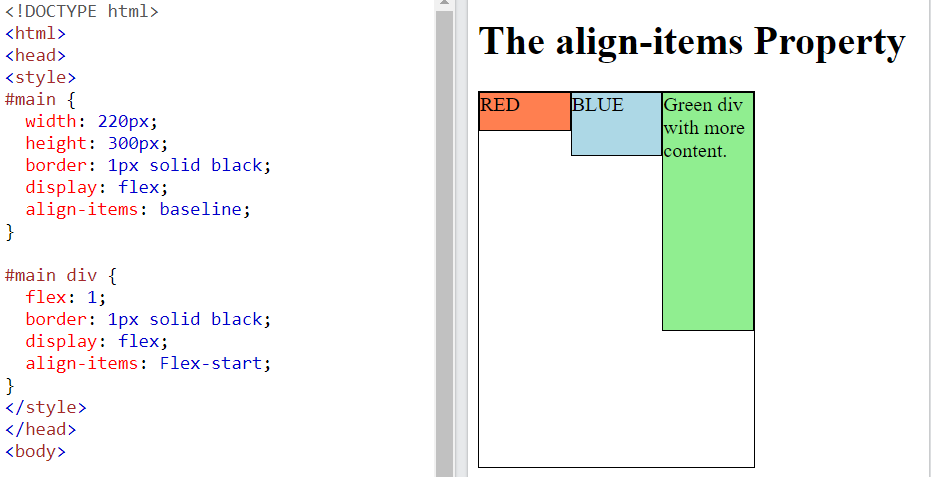 <!DOCTYPE html>
<html>
<head>
<style>
#main {
  width: 220px;
  height: 300px;
  border: 1px solid black;
  display: flex;
  align-items: baseline;
}

#main div {
  flex: 1;
  border: 1px solid black;
  display: flex;
  align-items: Flex-start;
}
</style>
</head>
<body>
The align-items Property
RED
BLUE
Green div
with more
content.